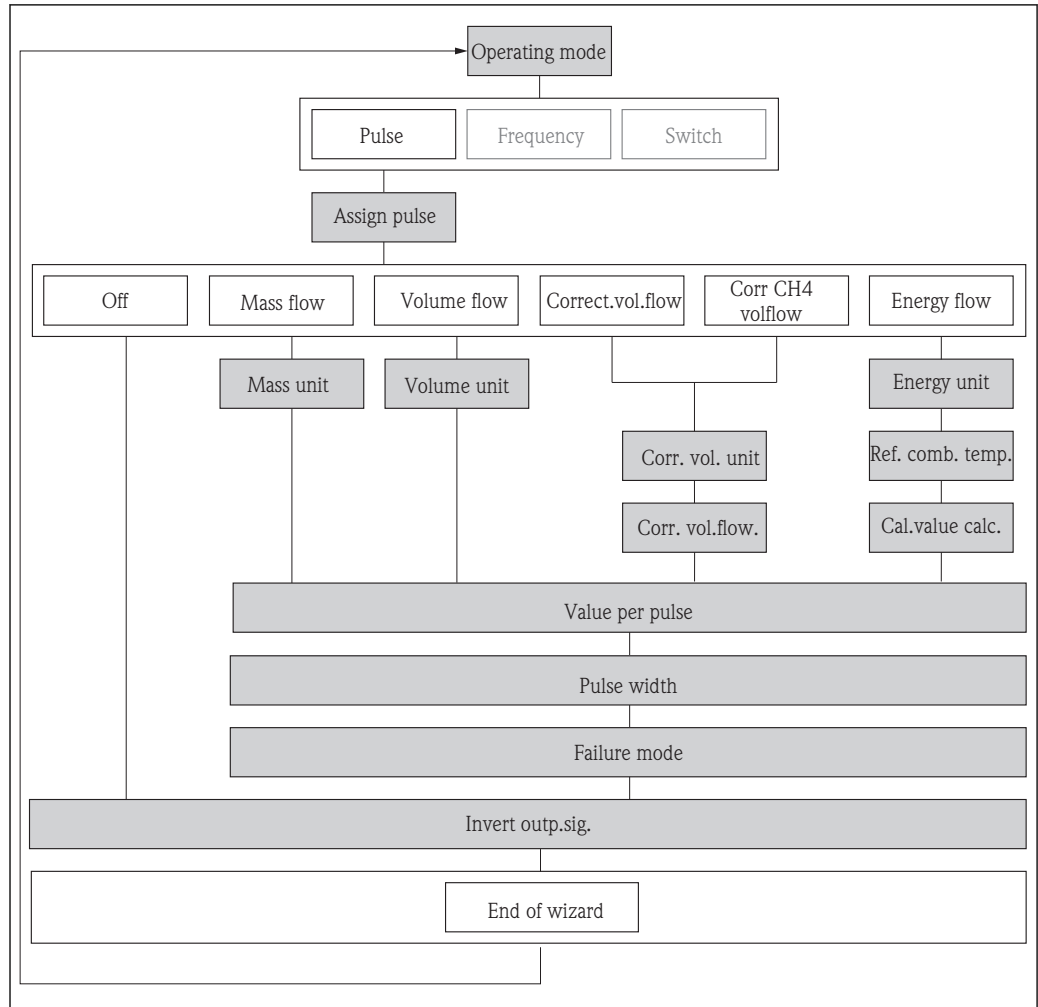 Operating mode
Pulse
Frequency
Switch
Assign pulse
Off
Mass flow
Volume flow
Correct.vol.flow
Corr CH4
volflow
Energy flow
Mass unit
Volume unit
Energy unit
Corr. vol. unit
Ref. comb. temp.
Corr. vol.flow.
Cal.value calc.
Value per pulse
Pulse width
Failure mode
Invert outp.sig.
End of wizard